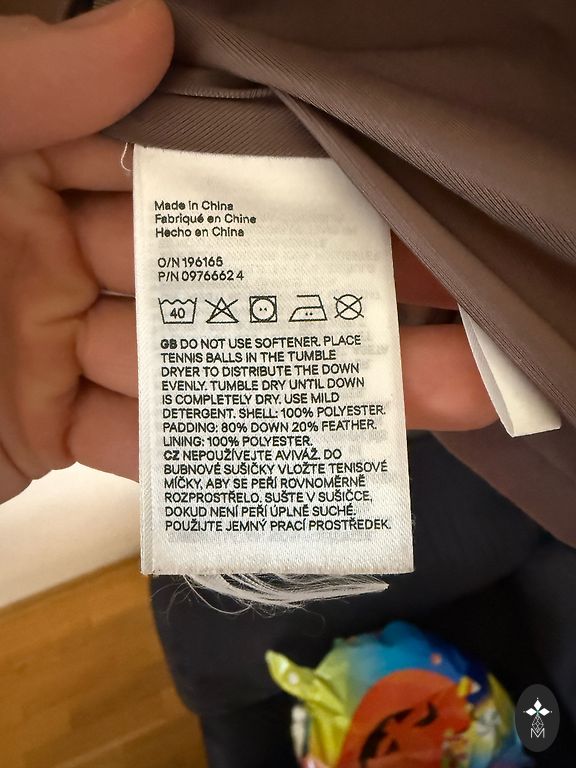 Made in China
Fabriqué en Chine
Hecho en China
O/N 196165
P/N 09766624
40
GB DO NOT USE SOFTENER. PLACE
TENNIS BALLS IN THE TUMBLE
DRYER TO DISTRIBUTE THE DOWN
EVENLY. TUMBLE DRY UNTIL DOWN
IS COMPLETELY DRY. USE MILD
DETERGENT. SHELL: 100% POLYESTER.
PADDING: 80% DOWN 20% FEATHER.
LINING: 100% POLYESTER.
CZ NEPOUŽÍVEJTE AVIVÁŽ. DO
BUBNOVÉ SUŠIČKY VLOŽTE TENISOVÉ
MÍČKY, ABY SE PEŘÍ ROVNOMĚRNĚ
ROZPROSTŘELO. SUŠTE V SUŠIČCE,
DOKUD NENÍ PEŘÍ ÚPLNĚ SUCHÉ.
POUŽIJTE JEMNÝ PRACÍ PROSTŘEDEK.
M